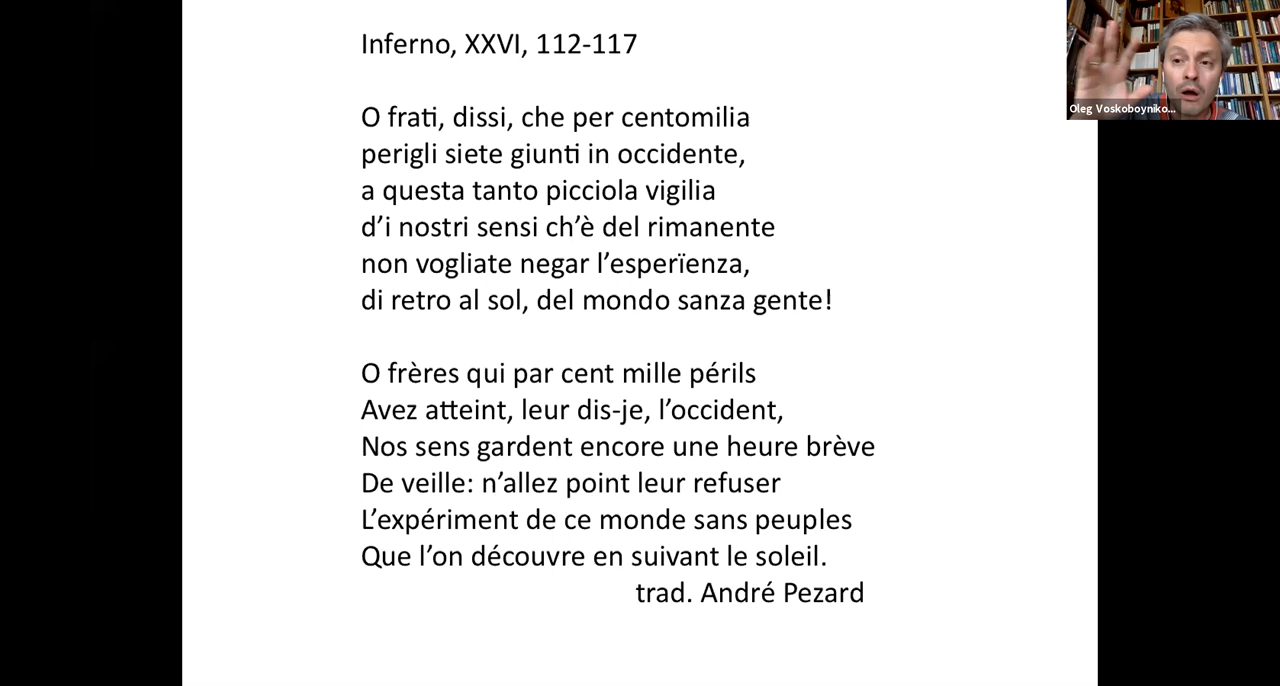 Inferno, XXVI, 112-117
O frati, dissi, che per centomilia
perigli siete giunti in occidente,
a questa tanto picciola vigilia
d’i nostri sensi ch’è del rimanente
non vogliate negar l’esperïenza,
di retro al sol, del mondo sanza gente!
O frères qui par cent mille périls
Avez atteint, leur dis-je, l’occident,
Nos sens gardent encore une heure brève
De veille: n’allez point leur refuser
L’expériment de ce monde sans peuples
Que l’on découvre en suivant le soleil.
trad. André Pezard
Oleg Voskoboyniko...